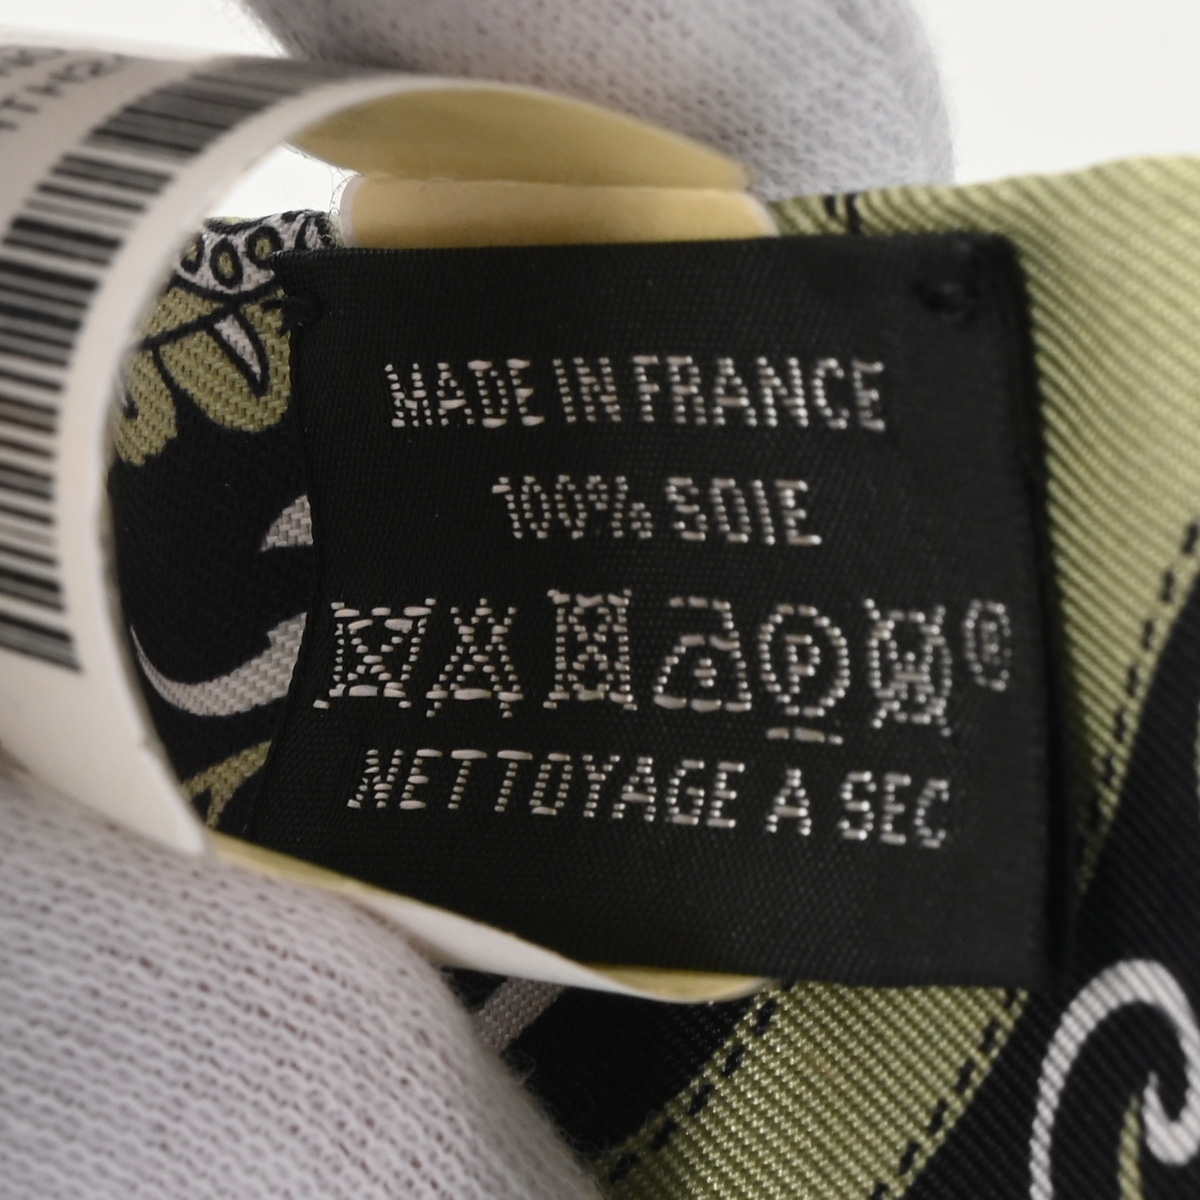 MADE IN FRANCE
100% SOIE
P ®
NETTOYAGE A SEC